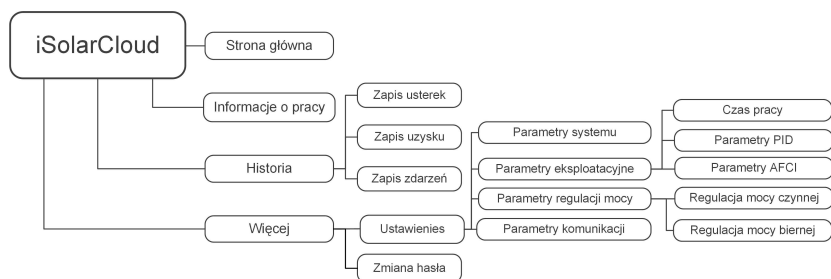 iSolarCloud
Strona główna
Informacje o pracy
Historia
Więcej
Zapis usterek
Zapis uzysku
Zapis zdarzeń
Ustawienies
Zmiana hasła
Parametry systemu
Parametry eksploatacyjne
Parametry regulacji mocy
Parametry komunikacji
Czas pracy
Parametry PID
Parametry AFCI
Regulacja mocy czynnej
Regulacja mocy biernej